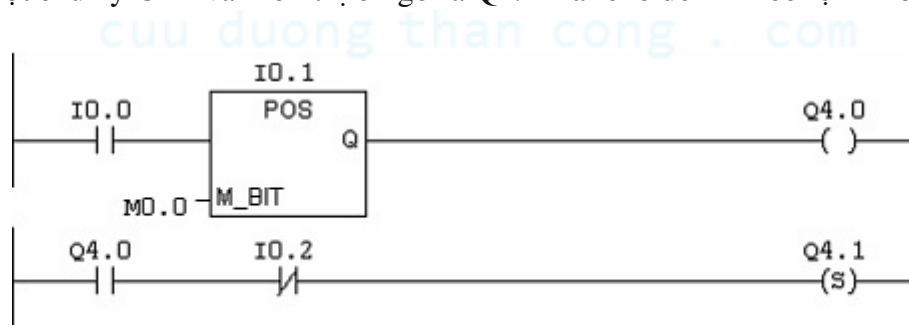 cuu duong than cong . com
I0.1
I0.0 POS Q4.0
Q
M0.0 M_BIT
Q4.0 I0.2 Q4.1
(S)